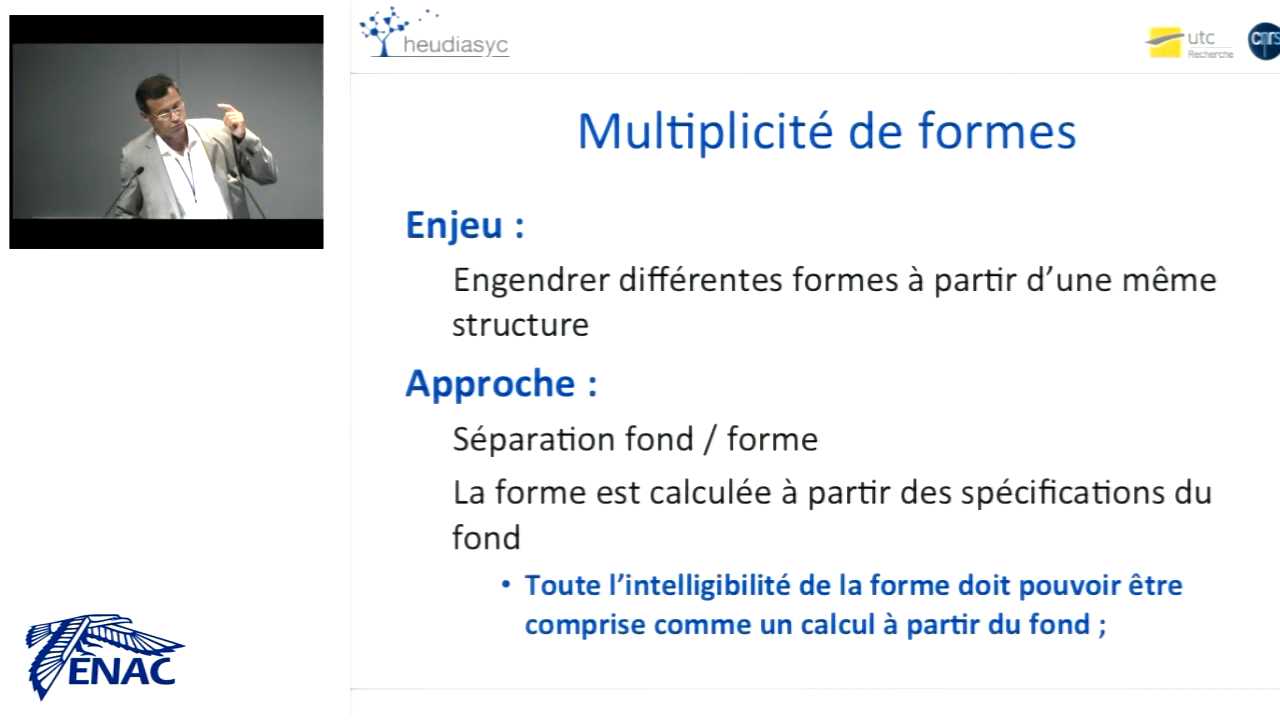 heudiasyc
utc
Recherche
cnrs
Multiplicité de formes
Enjeu :
Engendrer différentes formes à partir d’une même
structure
Approche :
Séparation fond / forme
La forme est calculée à partir des spécifications du
fond
• Toute l’intelligibilité de la forme doit pouvoir être
comprise comme un calcul à partir du fond ;
ENAC